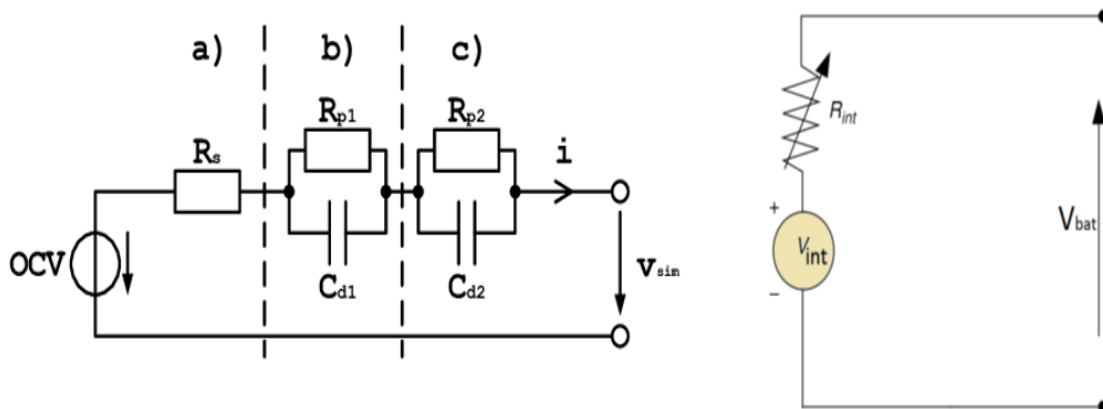 a) b) c)
Rp1 Rp2
Rs i
OCV
Cd1 Cd2
vsim
Rint
+
Vint
−
Vbat